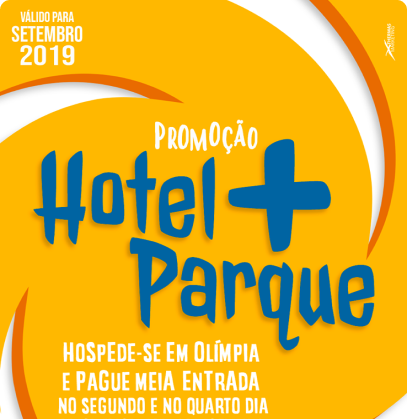 VÁLIDO PARA
SETEMBRO
2019
PROMOÇÃO
Hotel +
Parque
HOSPEDE-SE EM OLÍMPIA
E PAGUE MEIA ENTRADA
NO SEGUNDO E NO QUARTO DIA